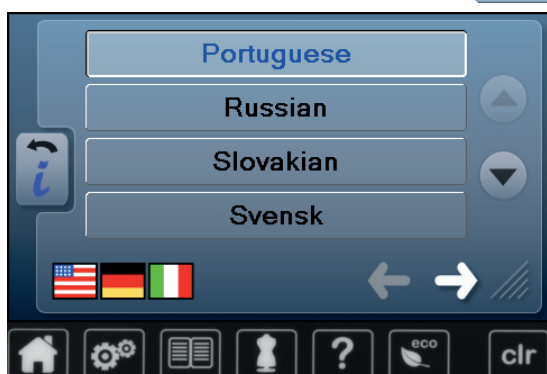 Portuguese
Russian
Slovakian
Svensk
i
?
eco
clr